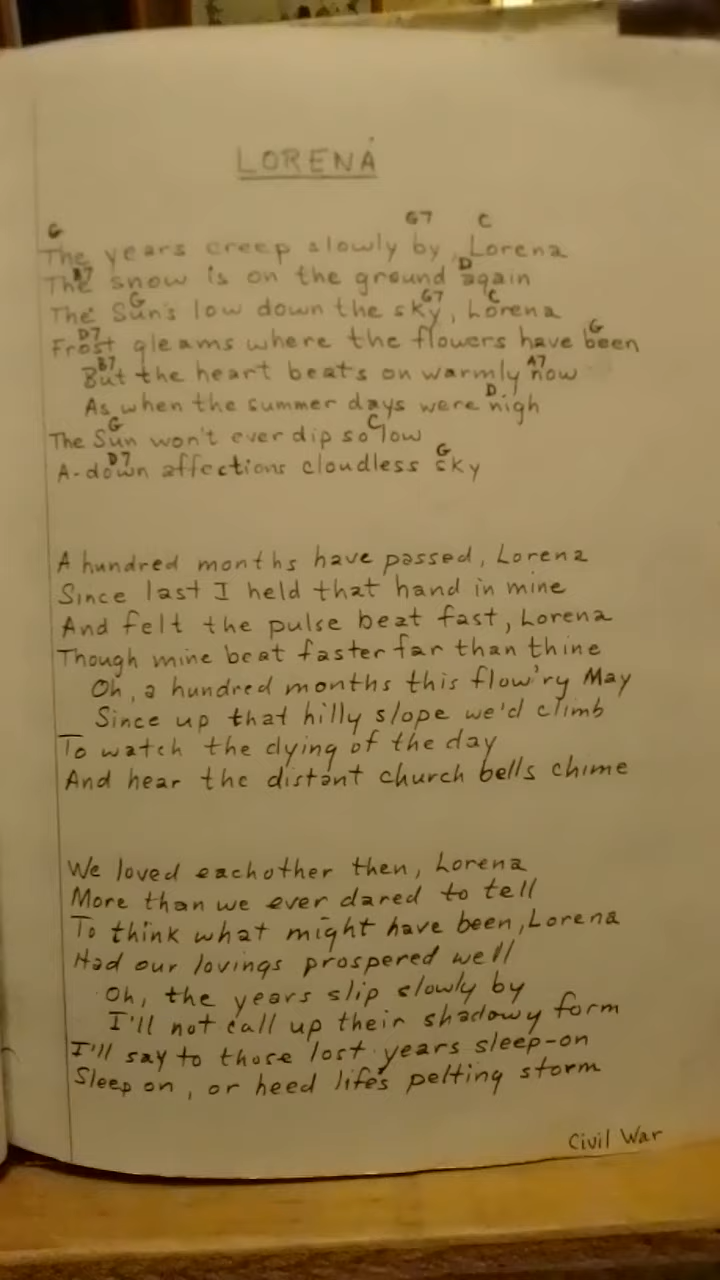 LORENA
G G7 C
The years creep slowly by, Lorena
B7 D
The snow is on the ground again
G G7 C
The Sun's low down the sky, Lorena
D7 G
Frost gleams where the flowers have been
B7 A7
But the heart beats on warmly now
D
As when the summer days were nigh
G C
The Sun won't ever dip so low
D7 G
A-down affections cloudless sky
A hundred months have passed, Lorena
Since last I held that hand in mine
And felt the pulse beat fast, Lorena
Though mine beat faster far than thine
Oh, a hundred months this flow'ry May
Since up that hilly slope we'd climb
To watch the dying of the day
And hear the distant church bells chime
We loved eachother then, Lorena
More than we ever dared to tell
To think what might have been, Lorena
Had our lovings prospered well
Oh, the years slip slowly by
I'll not call up their shadowy form
I'll say to those lost years sleep-on
Sleep on, or heed life's pelting storm
Civil War